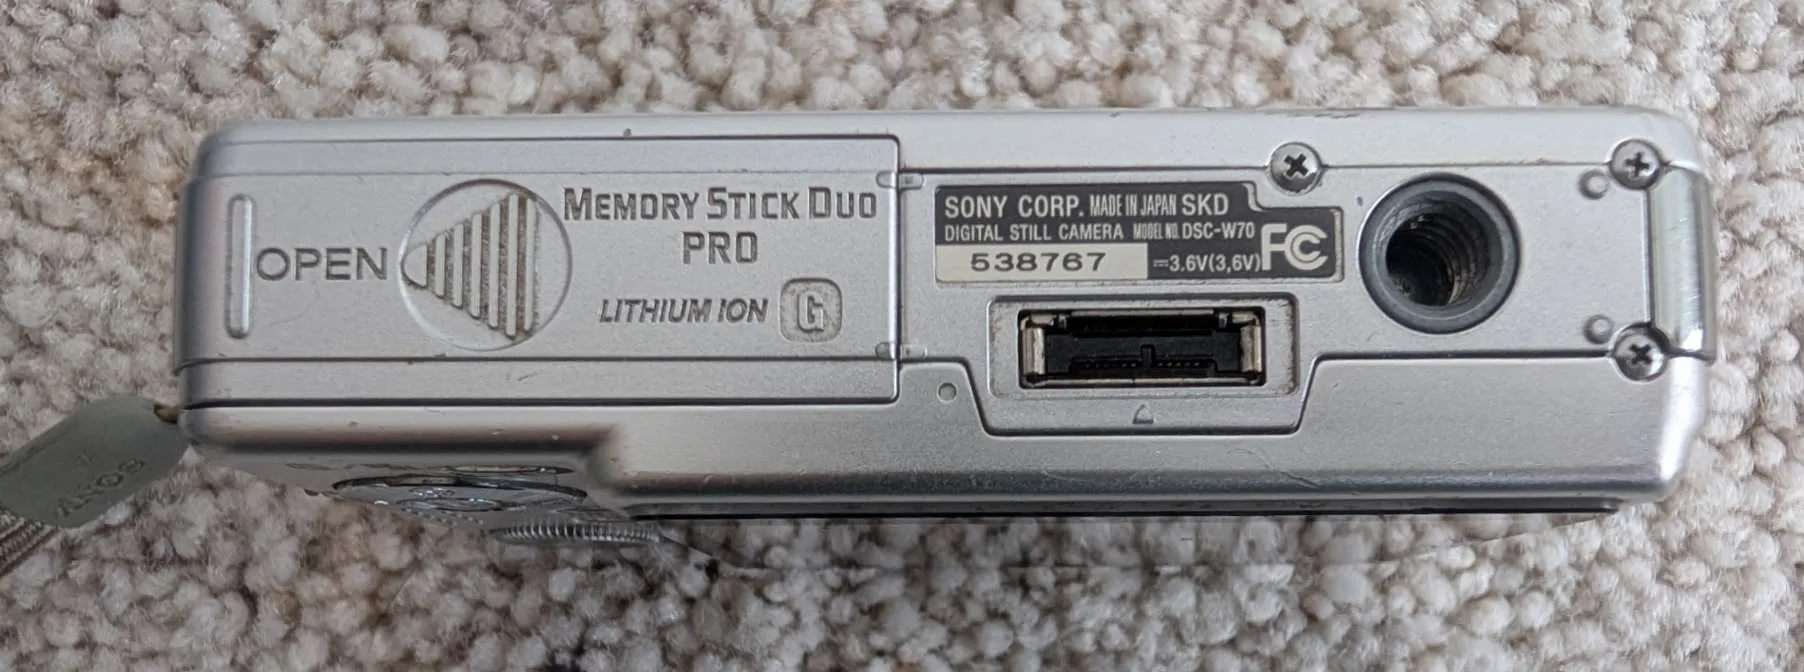 OPEN
MEMORY STICK DUO
PRO
LITHIUM ION G
SONY CORP. MADE IN JAPAN SKD
DIGITAL STILL CAMERA MODEL NO. DSC-W70
538767 ⎓3.6V(3,6V) FC
SONY